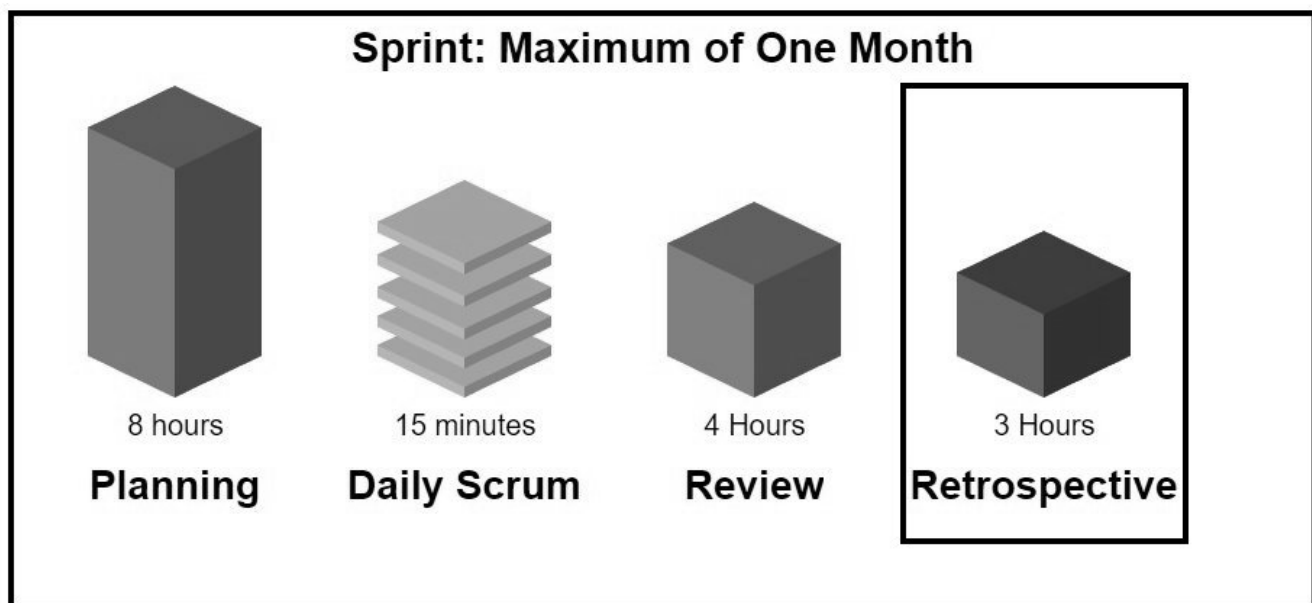 Sprint: Maximum of One Month
8 hours
15 minutes
4 Hours
3 Hours
Planning
Daily Scrum
Review
Retrospective